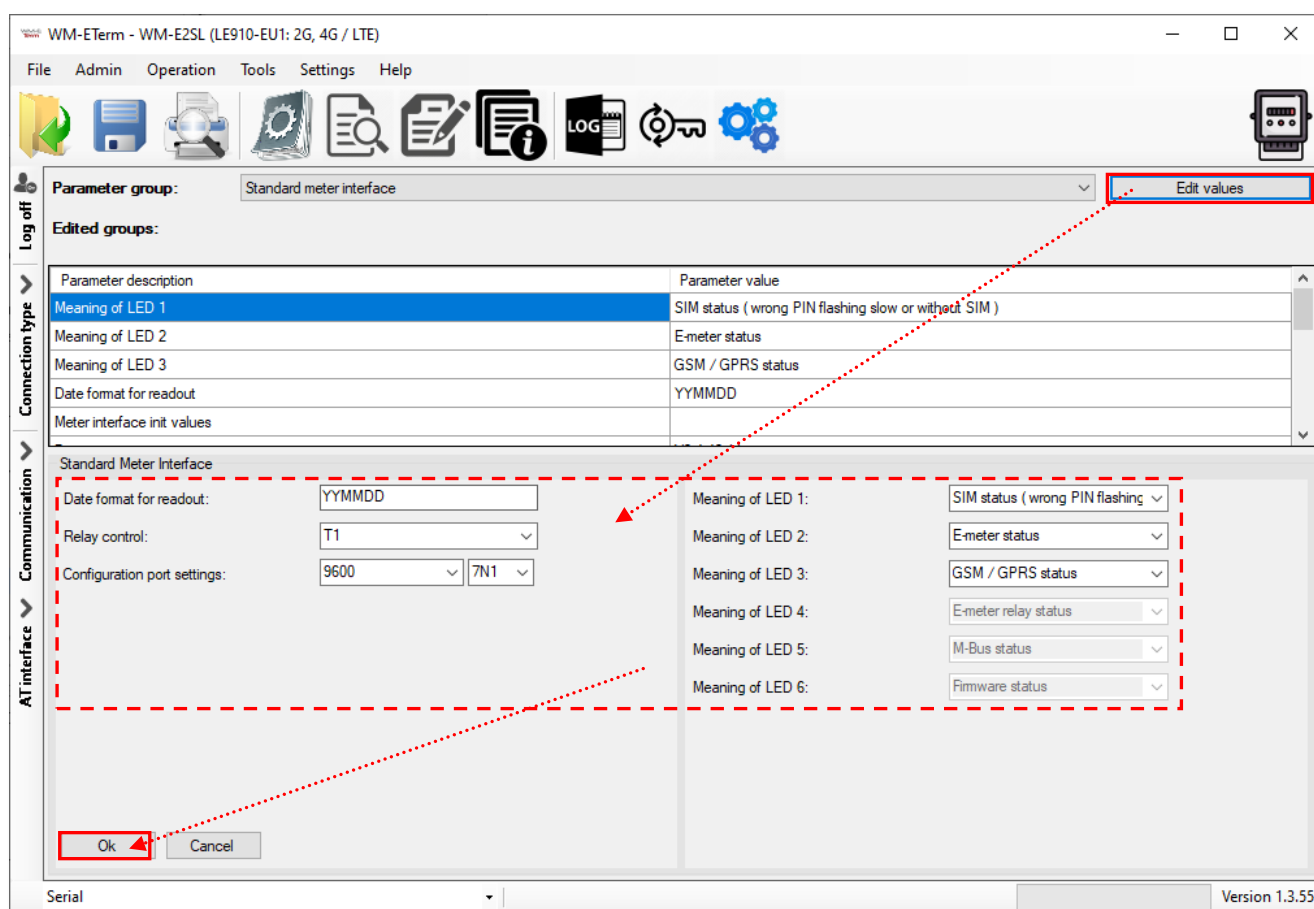 WM-ETerm - WM-E2SL (LE910-EU1: 2G, 4G / LTE)
File Admin Operation Tools Settings Help
LOG
Parameter group: Standard meter interface Edit values
Edited groups:
Log off
Connection type
Communication
AT interface
Parameter description Parameter value
Meaning of LED 1 SIM status ( wrong PIN flashing slow or without SIM )
Meaning of LED 2 E-meter status
Meaning of LED 3 GSM / GPRS status
Date format for readout YYMMDD
Meter interface init values
Standard Meter Interface
Date format for readout: YYMMDD Meaning of LED 1: SIM status ( wrong PIN flashing
Relay control: T1 Meaning of LED 2: E-meter status
Configuration port settings: 9600 7N1 Meaning of LED 3: GSM / GPRS status
Meaning of LED 4: E-meter relay status
Meaning of LED 5: M-Bus status
Meaning of LED 6: Firmware status
Ok Cancel
Serial Version 1.3.55